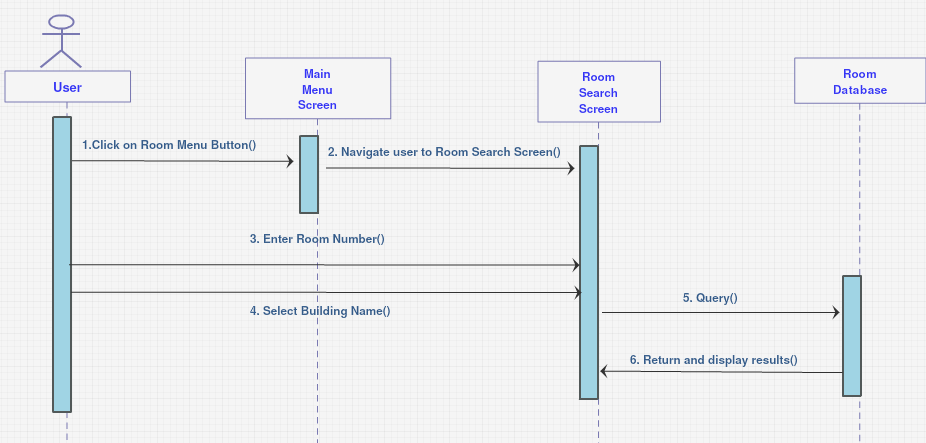 User
Main
Menu
Screen
Room
Search
Screen
Room
Database
1.Click on Room Menu Button()
2. Navigate user to Room Search Screen()
3. Enter Room Number()
4. Select Building Name()
5. Query()
6. Return and display results()